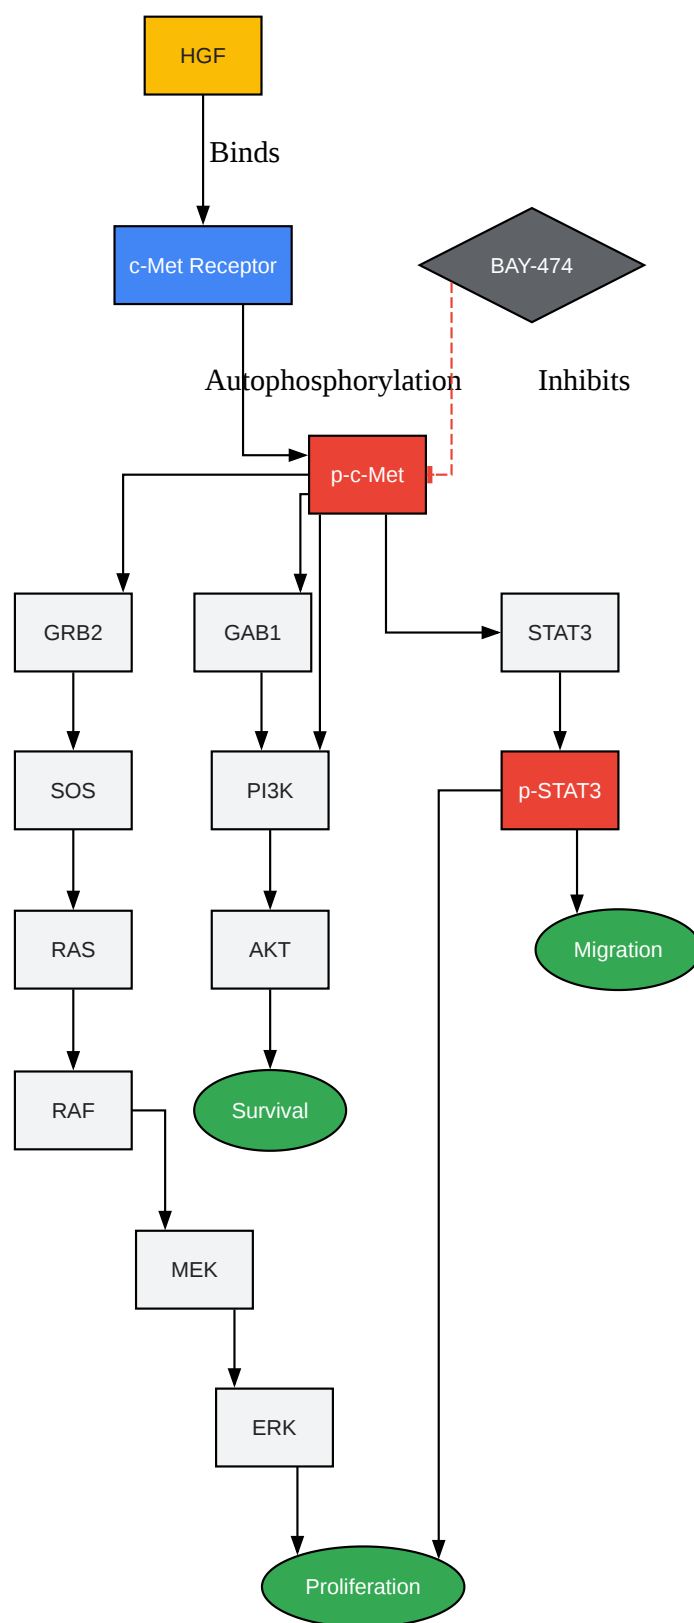 HGF
Binds
c-Met Receptor
BAY-474
Autophosphorylation
Inhibits
p-c-Met
GRB2
GAB1
STAT3
SOS
PI3K
p-STAT3
RAS
AKT
Migration
RAF
Survival
MEK
ERK
Proliferation